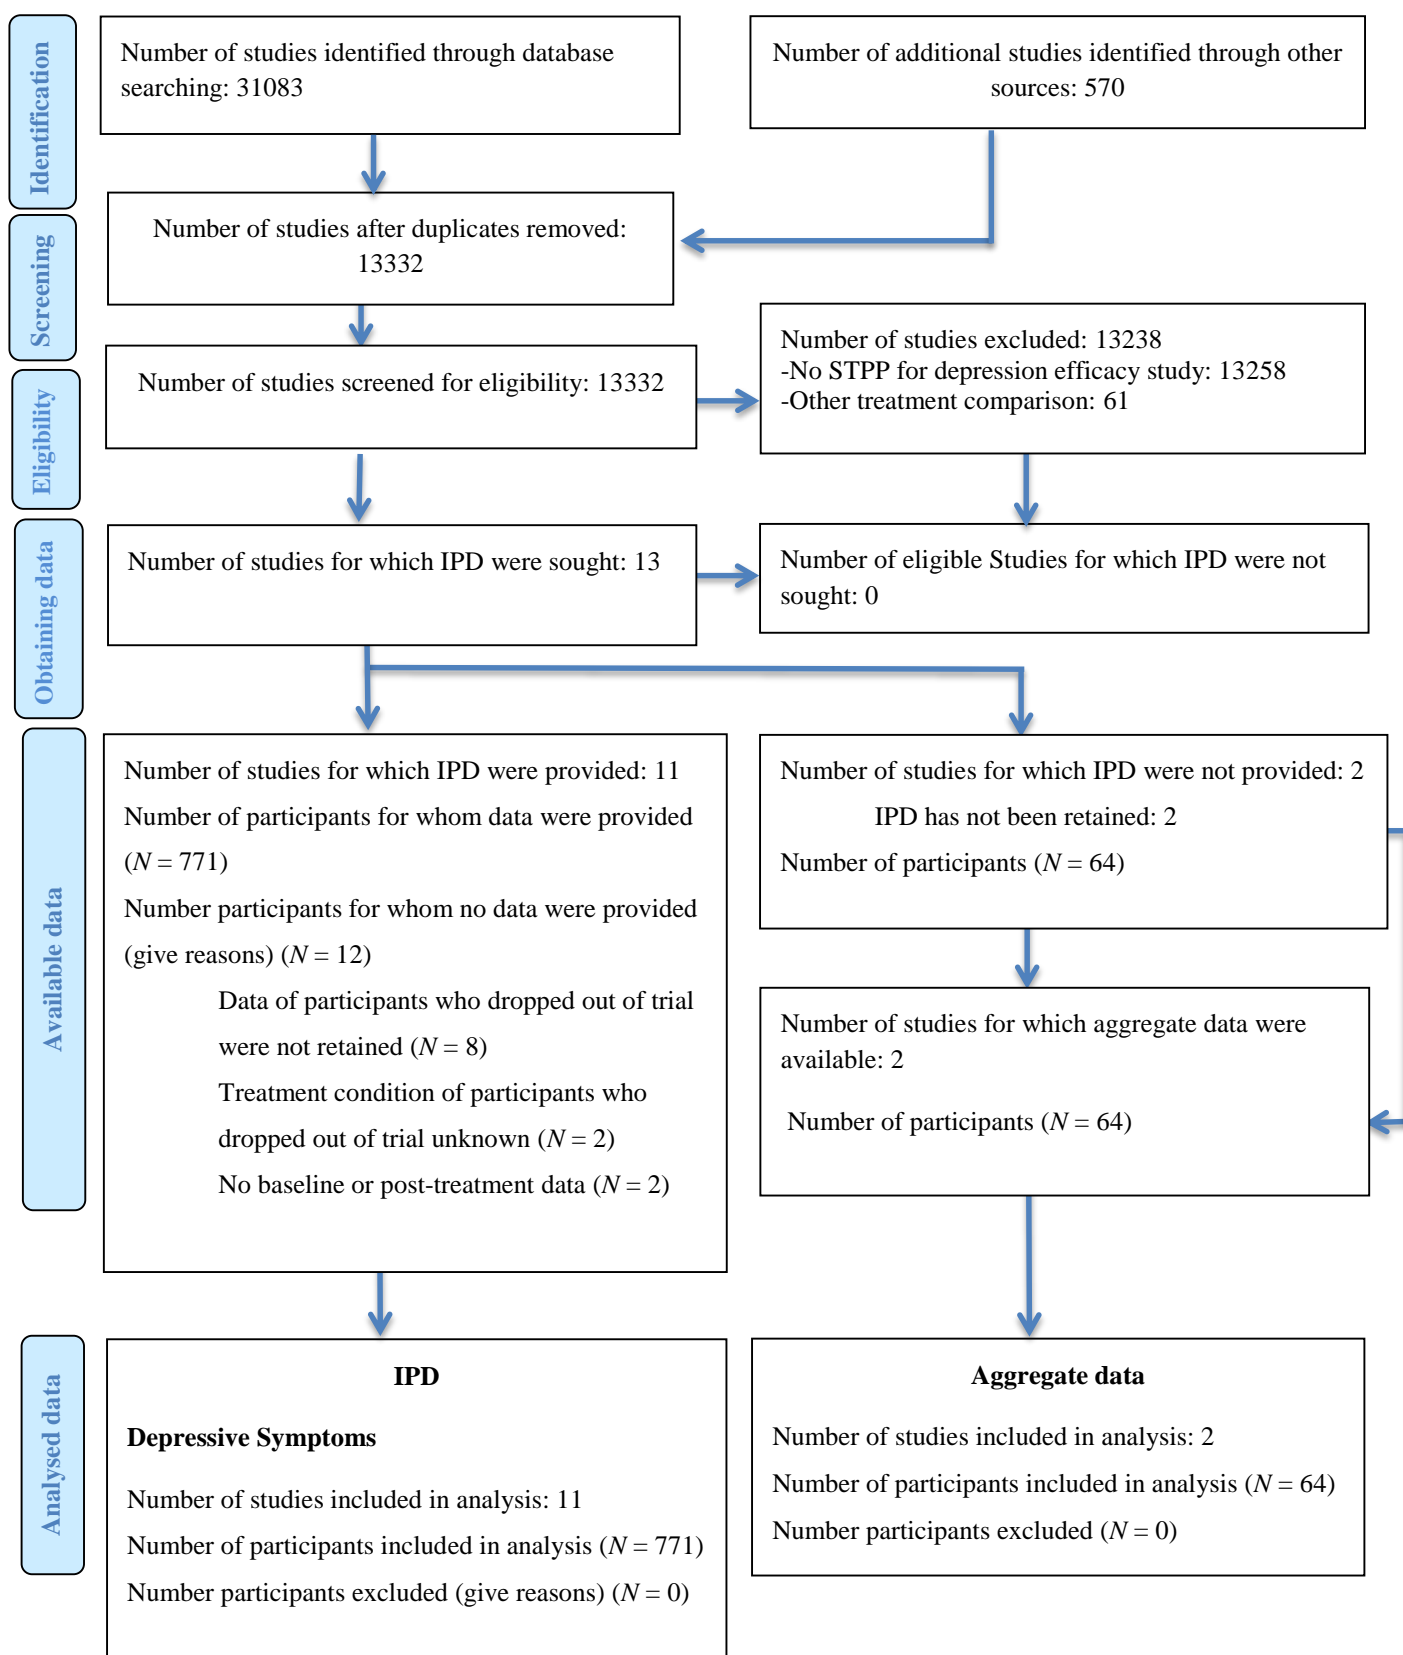 Identification
Number of studies identified through database
searching: 31083
Number of additional studies identified through other
sources: 570
Screening
Number of studies after duplicates removed:
13332
Eligibility
Number of studies screened for eligibility: 13332
Number of studies excluded: 13238
-No STPP for depression efficacy study: 13258
-Other treatment comparison: 61
Obtaining data
Number of studies for which IPD were sought: 13
Number of eligible Studies for which IPD were not
sought: 0
Available data
Number of studies for which IPD were provided: 11
Number of participants for whom data were provided
(N = 771)
Number participants for whom no data were provided
(give reasons) (N = 12)
Data of participants who dropped out of trial
were not retained (N = 8)
Treatment condition of participants who
dropped out of trial unknown (N = 2)
No baseline or post-treatment data (N = 2)
Number of studies for which IPD were not provided: 2
IPD has not been retained: 2
Number of participants (N = 64)
Number of studies for which aggregate data were
available: 2
Number of participants (N = 64)
Analysed data
IPD
Depressive Symptoms
Number of studies included in analysis: 11
Number of participants included in analysis (N = 771)
Number participants excluded (give reasons) (N = 0)
Aggregate data
Number of studies included in analysis: 2
Number of participants included in analysis (N = 64)
Number participants excluded (N = 0)